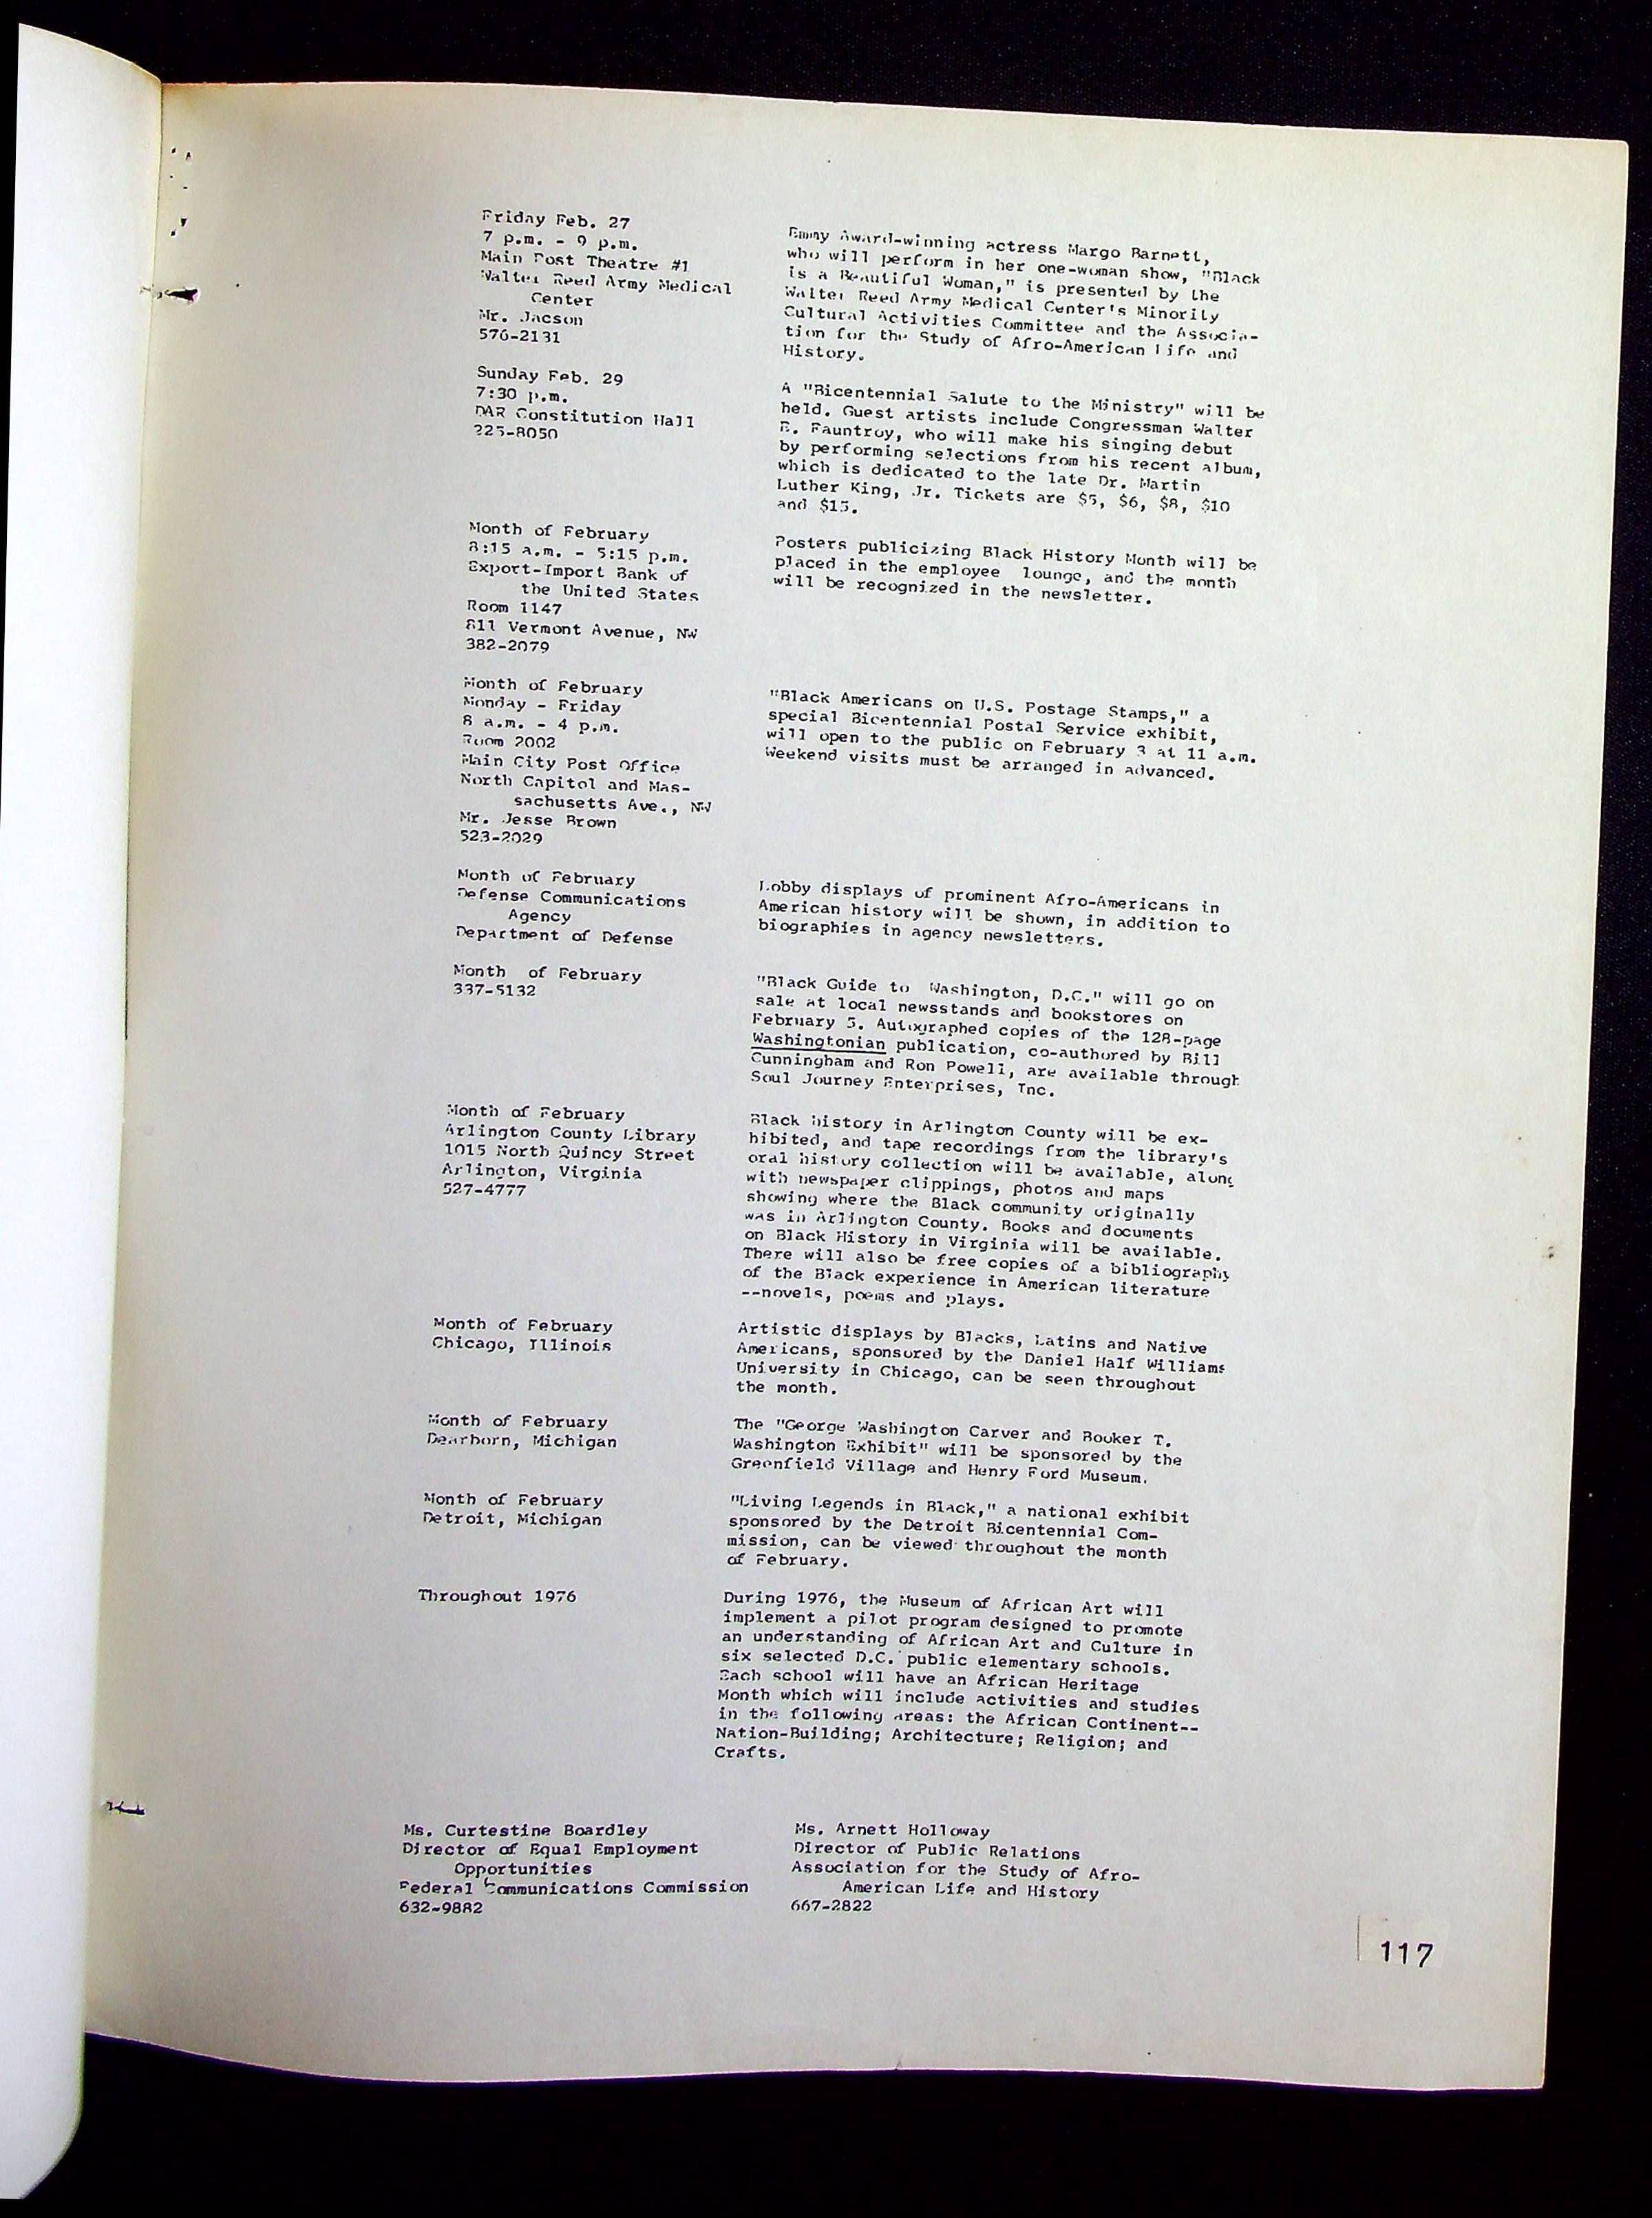 Friday Feb. 27
7 p.m. - 9 p.m.
Main Post Theatre #1
Walter Reed Army Medical
Center
Mr. Jacson
576-2131
Emmy Award-winning actress Margo Barnett,
who will perform in her one-woman show, "Black
is a Beautiful Woman," is presented by the
Walter Reed Army Medical Center's Minority
Cultural Activities Committee and the Associa-
tion for the Study of Afro-American Life and
History.
Sunday Feb. 29
7:30 p.m.
DAR Constitution Hall
225-8050
A "Bicentennial Salute to the Ministry" will be
held. Guest artists include Congressman Walter
E. Fauntroy, who will make his singing debut
by performing selections from his recent album,
which is dedicated to the late Dr. Martin
Luther King, Jr. Tickets are $5, $6, $8, $10
and $15.
Month of February
8:15 a.m. - 5:15 p.m.
Export-Import Bank of
the United States
Room 1147
811 Vermont Avenue, NW
382-2079
Posters publicizing Black History Month will be
placed in the employee lounge, and the month
will be recognized in the newsletter.
Month of February
Monday - Friday
8 a.m. - 4 p.m.
Room 2002
Main City Post Office
North Capitol and Mas-
sachusetts Ave., NW
Mr. Jesse Brown
523-2029
"Black Americans on U.S. Postage Stamps," a
special Bicentennial Postal Service exhibit,
will open to the public on February 3 at 11 a.m.
Weekend visits must be arranged in advanced.
Month of February
Defense Communications
Agency
Department of Defense
Lobby displays of prominent Afro-Americans in
American history will be shown, in addition to
biographies in agency newsletters.
Month of February
337-5132
"Black Guide to Washington, D.C." will go on
sale at local newsstands and bookstores on
February 5. Autographed copies of the 128-page
Washingtonian publication, co-authored by Bill
Cunningham and Ron Powell, are available through
Soul Journey Enterprises, Inc.
Month of February
Arlington County Library
1015 North Quincy Street
Arlington, Virginia
527-4777
Black history in Arlington County will be ex-
hibited, and tape recordings from the library's
oral history collection will be available, along
with newspaper clippings, photos and maps
showing where the Black community originally
was in Arlington County. Books and documents
on Black History in Virginia will be available.
There will also be free copies of a bibliography
of the Black experience in American literature
--novels, poems and plays.
Month of February
Chicago, Illinois
Artistic displays by Blacks, Latins and Native
Americans, sponsored by the Daniel Half Williams
University in Chicago, can be seen throughout
the month.
Month of February
Dearborn, Michigan
The "George Washington Carver and Booker T.
Washington Exhibit" will be sponsored by the
Greenfield Village and Henry Ford Museum.
Month of February
Detroit, Michigan
"Living Legends in Black," a national exhibit
sponsored by the Detroit Bicentennial Com-
mission, can be viewed throughout the month
of February.
Throughout 1976
During 1976, the Museum of African Art will
implement a pilot program designed to promote
an understanding of African Art and Culture in
six selected D.C. public elementary schools.
Each school will have an African Heritage
Month which will include activities and studies
in the following areas: the African Continent--
Nation-Building; Architecture; Religion; and
Crafts.
Ms. Curtestine Boardley
Director of Equal Employment
Opportunities
Federal Communications Commission
632-9882
Ms. Arnett Holloway
Director of Public Relations
Association for the Study of Afro-
American Life and History
667-2822
117